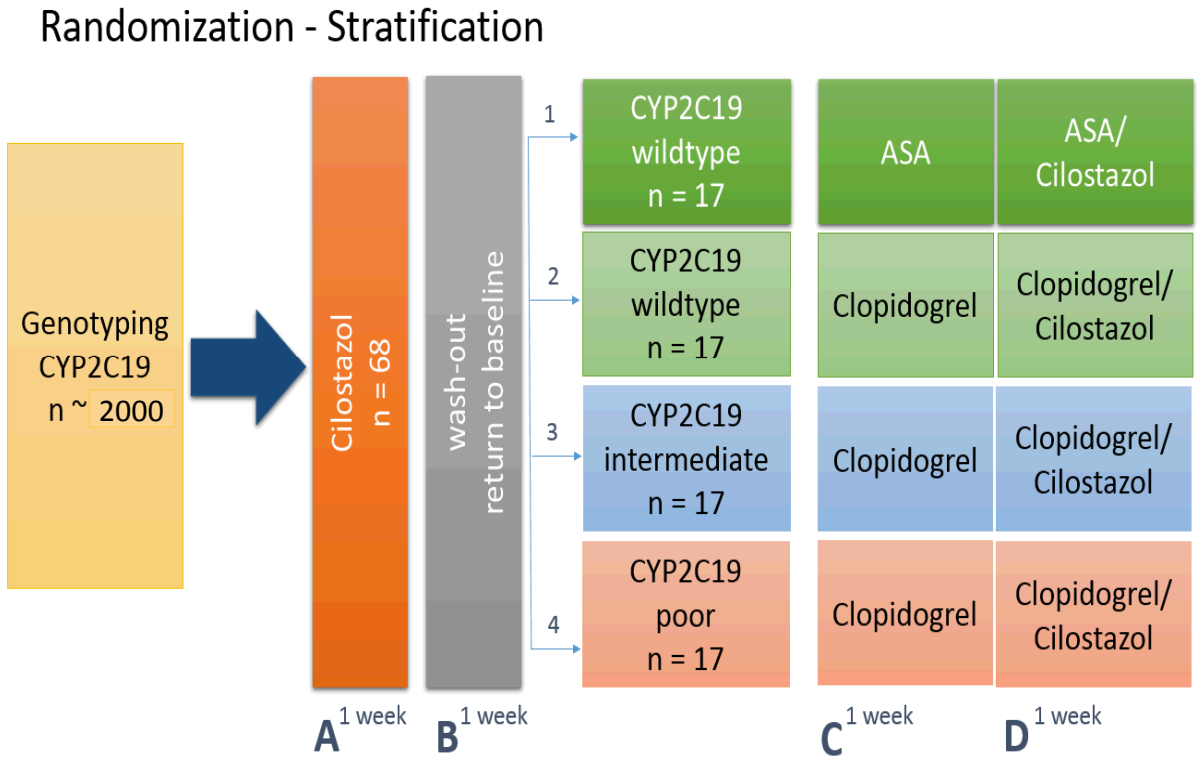 Randomization - Stratification
Genotyping
CYP2C19
n ~ 2000
Cilostazol
n = 68
wash-out
return to baseline
1
CYP2C19
wildtype
n = 17
ASA
ASA/
Cilostazol
2
CYP2C19
wildtype
n = 17
Clopidogrel
Clopidogrel/
Cilostazol
3
CYP2C19
intermediate
n = 17
Clopidogrel
Clopidogrel/
Cilostazol
4
CYP2C19
poor
n = 17
Clopidogrel
Clopidogrel/
Cilostazol
A 1 week
B 1 week
C 1 week
D 1 week